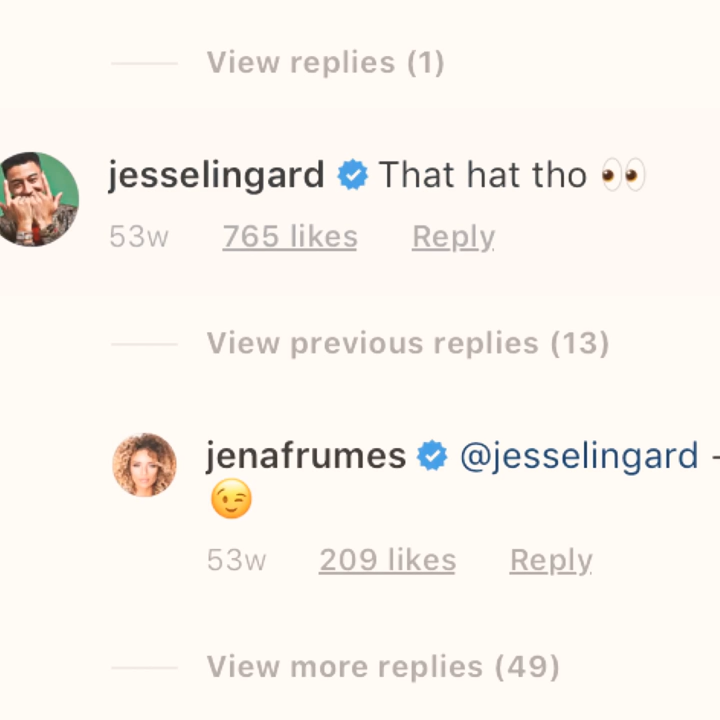 View replies (1)
jesselingard That hat tho 👀
53w 765 likes Reply
View previous replies (13)
jenafrumes @jesselingard -
😉
53w 209 likes Reply
View more replies (49)